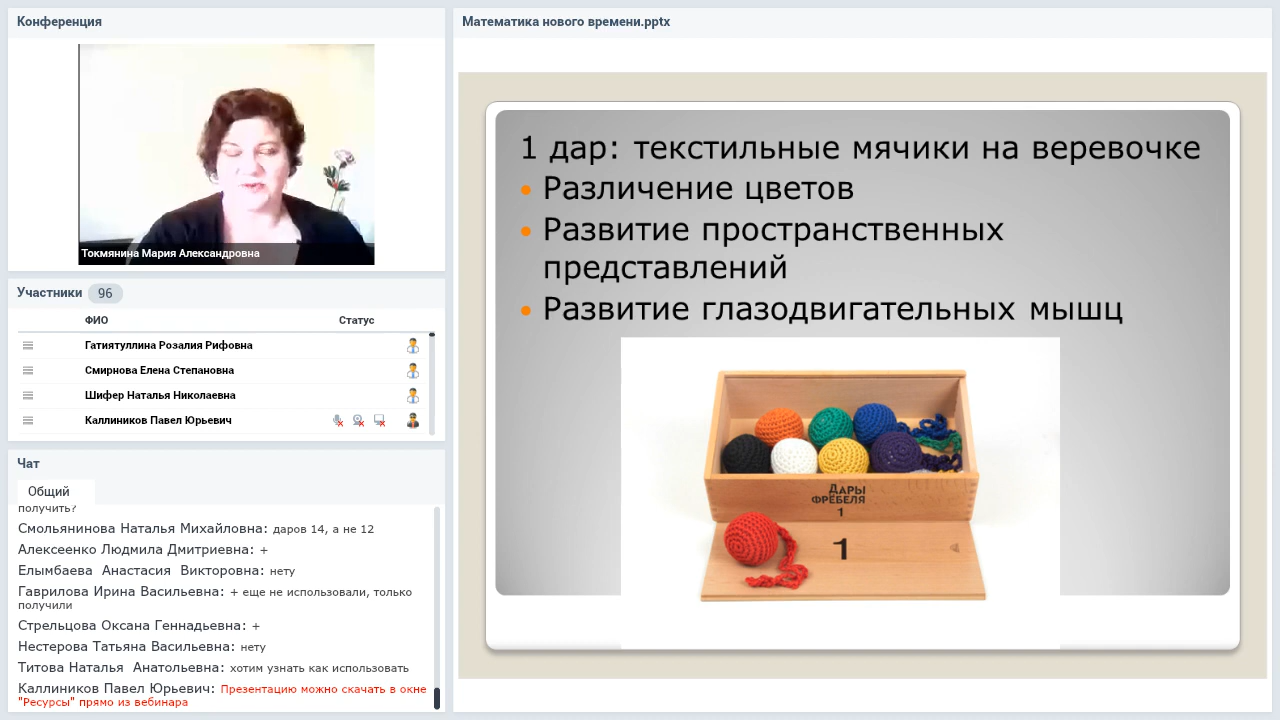 Конференция
Токмянина Мария Александровна
Участники 96
ФИО Статус
Гатиятуллина Розалия Рифовна
Смирнова Елена Степановна
Шифер Наталья Николаевна
Каллиников Павел Юрьевич
Чат
Общий
получить?
Смольянинова Наталья Михайловна: даров 14, а не 12
Алексеенко Людмила Дмитриевна: +
Елымбаева Анастасия Викторовна: нету
Гаврилова Ирина Васильевна: + еще не использовали, только
получили
Стрельцова Оксана Геннадьевна: +
Нестерова Татьяна Васильевна: нету
Титова Наталья Анатольевна: хотим узнать как использовать
Каллиников Павел Юрьевич: Презентацию можно скачать в окне
"Ресурсы" прямо из вебинара
Математика нового времени.pptx
1 дар: текстильные мячики на веревочке
Различение цветов
Развитие пространственных
представлений
Развитие глазодвигательных мышц
ДАРЫ
ФРЁБЕЛЯ
1
1